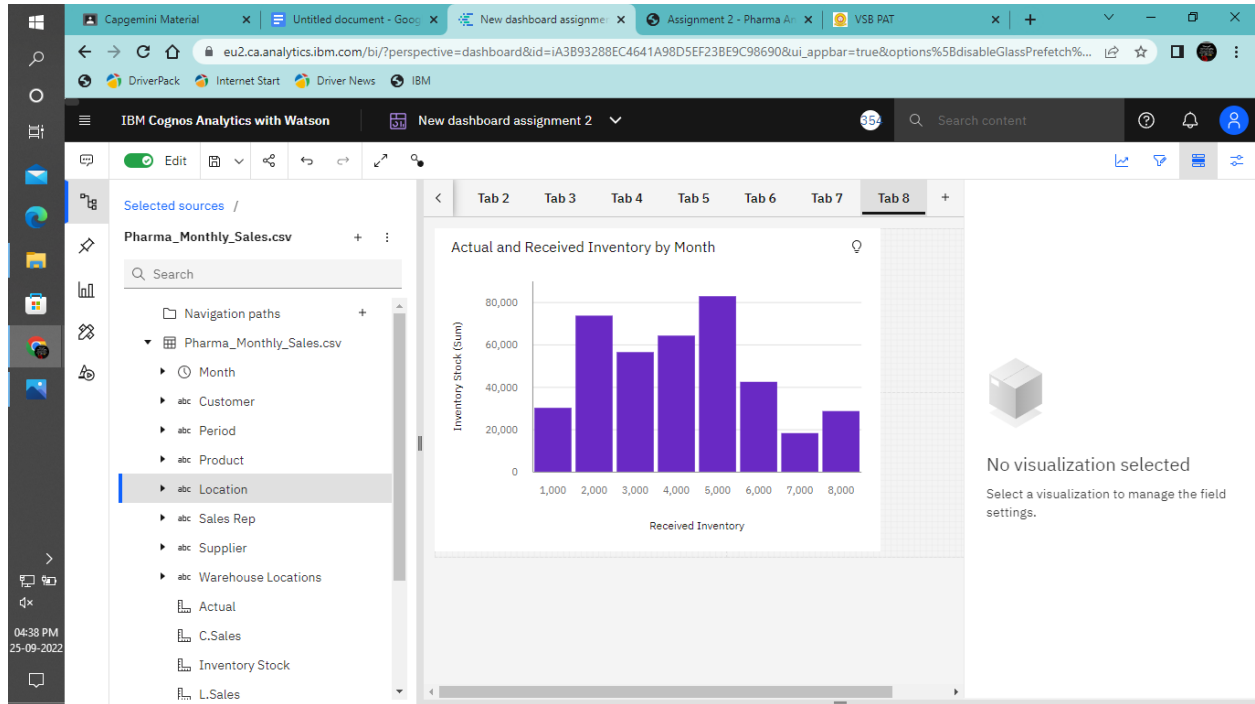 Capgemini Material
Untitled document - Goog
New dashboard assignmer
Assignment 2 - Pharma An
VSB PAT
eu2.ca.analytics.ibm.com/bi/?perspective=dashboard&id=iA3B93288EC4641A98D5EF23BE9C98690&ui_appbar=true&options%5BdisableGlassPrefetch%...
DriverPack
Internet Start
Driver News
IBM
IBM Cognos Analytics with Watson
New dashboard assignment 2
354
Search content
Edit
Selected sources /
Pharma_Monthly_Sales.csv
Search
Navigation paths
Pharma_Monthly_Sales.csv
Month
abc Customer
abc Period
abc Product
abc Location
abc Sales Rep
abc Supplier
abc Warehouse Locations
Actual
C.Sales
Inventory Stock
L.Sales
Tab 2 Tab 3 Tab 4 Tab 5 Tab 6 Tab 7 Tab 8 +
Actual and Received Inventory by Month
Inventory Stock (Sum)
80,000
60,000
40,000
20,000
0
1,000 2,000 3,000 4,000 5,000 6,000 7,000 8,000
Received Inventory
No visualization selected
Select a visualization to manage the field
settings.
04:38 PM
25-09-2022